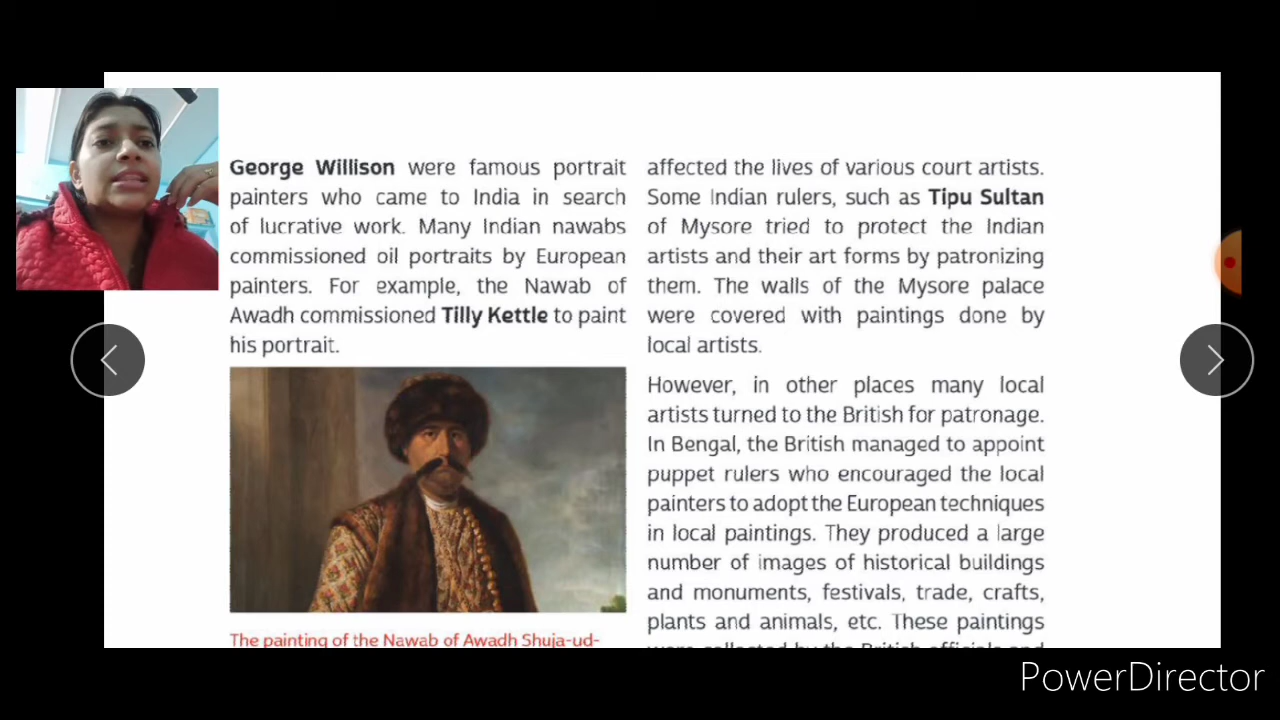 George Willison were famous portrait
painters who came to India in search
of lucrative work. Many Indian nawabs
commissioned oil portraits by European
painters. For example, the Nawab of
Awadh commissioned Tilly Kettle to paint
his portrait.
The painting of the Nawab of Awadh Shuja-ud-
affected the lives of various court artists.
Some Indian rulers, such as Tipu Sultan
of Mysore tried to protect the Indian
artists and their art forms by patronizing
them. The walls of the Mysore palace
were covered with paintings done by
local artists.
However, in other places many local
artists turned to the British for patronage.
In Bengal, the British managed to appoint
puppet rulers who encouraged the local
painters to adopt the European techniques
in local paintings. They produced a large
number of images of historical buildings
and monuments, festivals, trade, crafts,
plants and animals, etc. These paintings
were collected by the British officials and
PowerDirector